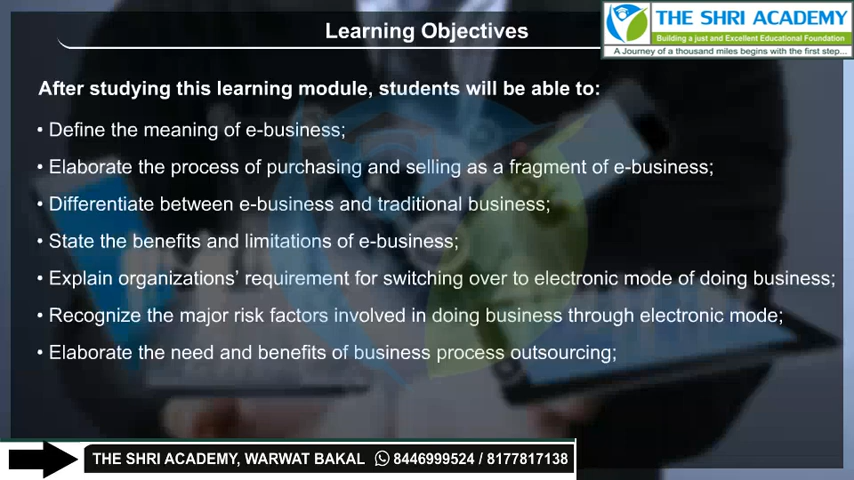 Learning Objectives
THE SHRI ACADEMY
Building a just and Excellent Educational Foundation
A Journey of a thousand miles begins with the first step...
After studying this learning module, students will be able to:
• Define the meaning of e-business;
• Elaborate the process of purchasing and selling as a fragment of e-business;
• Differentiate between e-business and traditional business;
• State the benefits and limitations of e-business;
• Explain organizations' requirement for switching over to electronic mode of doing business;
• Recognize the major risk factors involved in doing business through electronic mode;
• Elaborate the need and benefits of business process outsourcing;
THE SHRI ACADEMY, WARWAT BAKAL 8446999524 / 8177817138